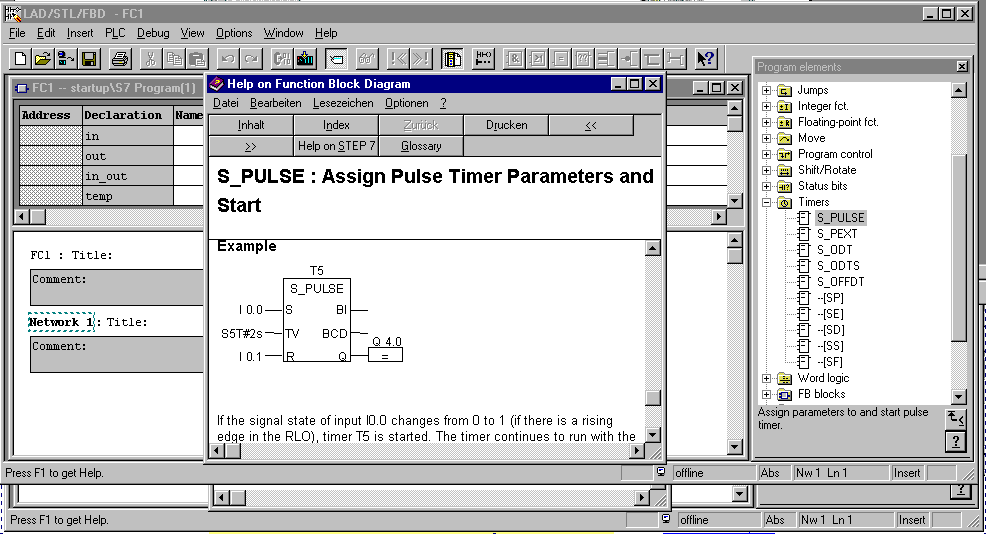 LAD/STL/FBD - FC1
File Edit Insert PLC Debug View Options Window Help
FC1 -- startup\S7 Program(1)
Address Declaration Name
in
out
in_out
temp
FC1 : Title:
Comment:
Network 1: Title:
Comment:
Help on Function Block Diagram
Datei Bearbeiten Lesezeichen Optionen ?
Inhalt Index Zurück Drucken <<
>> Help on STEP 7 Glossary
S_PULSE : Assign Pulse Timer Parameters and
Start
Example
T5
S_PULSE
I 0.0 S BI
S5T#2s TV BCD
Q 4.0
I 0.1 R Q =
If the signal state of input I0.0 changes from 0 to 1 (if there is a rising
edge in the RLO), timer T5 is started. The timer continues to run with the
Program elements
Jumps
Integer fct.
Floating-point fct.
Move
Program control
Shift/Rotate
Status bits
Timers
S_PULSE
S_PEXT
S_ODT
S_ODTS
S_OFFDT
--[SP]
--[SE]
--[SD]
--[SS]
--[SF]
Word logic
FB blocks
Assign parameters to and start pulse
timer.
Press F1 to get Help. offline Abs Nw 1 Ln 1 Insert
Press F1 to get Help. offline Abs Nw 1 Ln 1 Insert